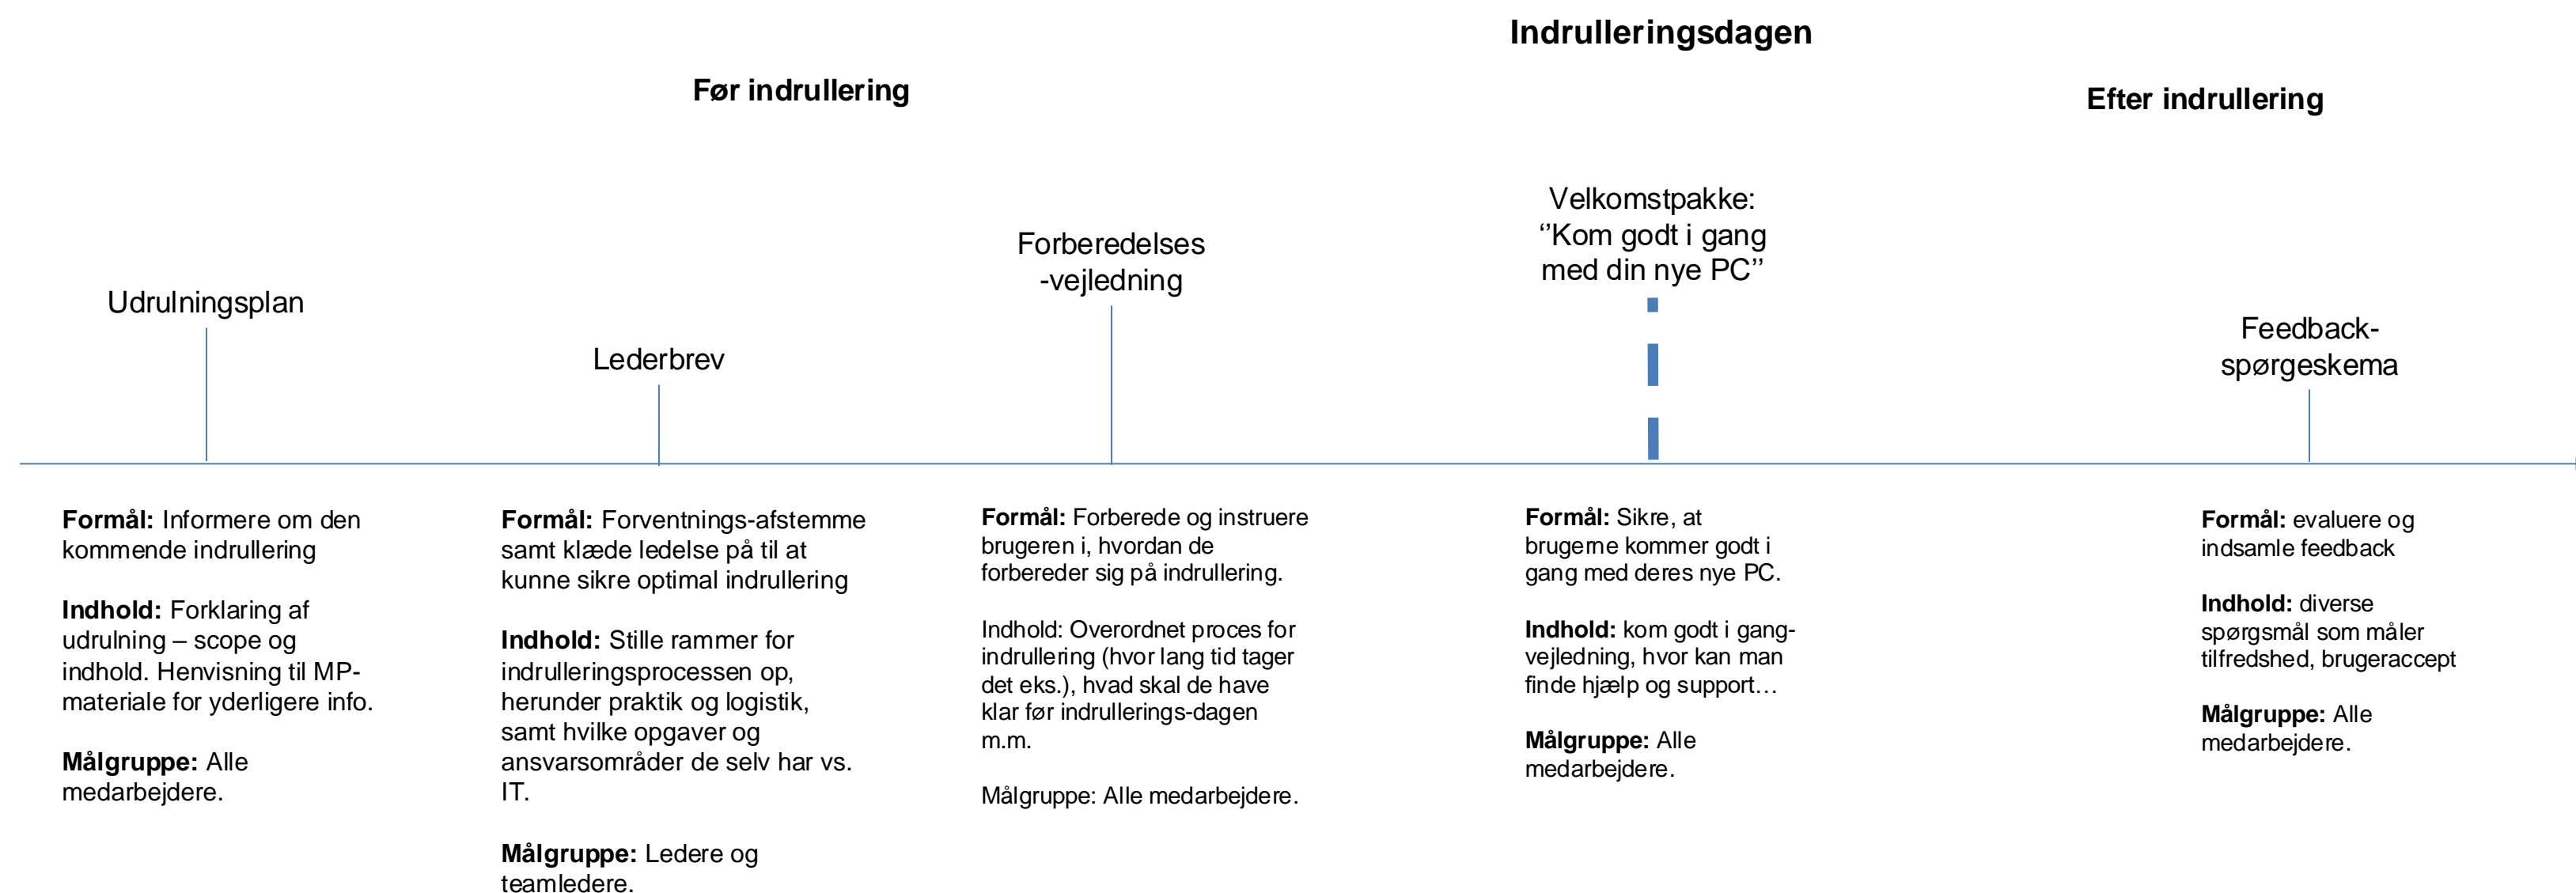 Indrulleringsdagen
Før indrullering
Efter indrullering
Udrulningsplan
Lederbrev
Forberedelses
-vejledning
Velkomstpakke:
‘’Kom godt i gang
med din nye PC’’
Feedback-
spørgeskema
Formål: Informere om den
kommende indrullering
Indhold: Forklaring af
udrulning – scope og
indhold. Henvisning til MP-
materiale for yderligere info.
Målgruppe: Alle
medarbejdere.
Formål: Forventnings-afstemme
samt klæde ledelse på til at
kunne sikre optimal indrullering
Indhold: Stille rammer for
indrulleringsprocessen op,
herunder praktik og logistik,
samt hvilke opgaver og
ansvarsområder de selv har vs.
IT.
Målgruppe: Ledere og
teamledere.
Formål: Forberede og instruere
brugeren i, hvordan de
forbereder sig på indrullering.
Indhold: Overordnet proces for
indrullering (hvor lang tid tager
det eks.), hvad skal de have
klar før indrullerings-dagen
m.m.
Målgruppe: Alle medarbejdere.
Formål: Sikre, at
brugerne kommer godt i
gang med deres nye PC.
Indhold: kom godt i gang-
vejledning, hvor kan man
finde hjælp og support…
Målgruppe: Alle
medarbejdere.
Formål: evaluere og
indsamle feedback
Indhold: diverse
spørgsmål som måler
tilfredshed, brugeraccept
Målgruppe: Alle
medarbejdere.